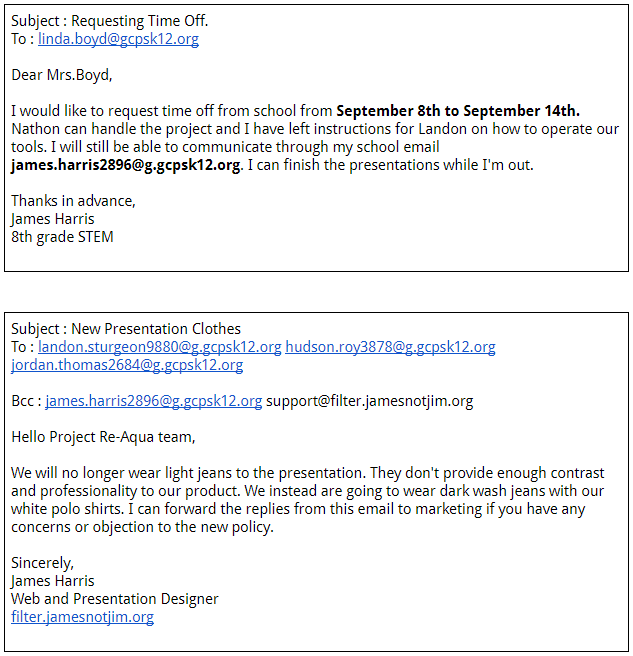 Subject : Requesting Time Off.
To : linda.boyd@gcpsk12.org
Dear Mrs.Boyd,
I would like to request time off from school from September 8th to September 14th.
Nathon can handle the project and I have left instructions for Landon on how to operate our
tools. I will still be able to communicate through my school email
james.harris2896@g.gcpsk12.org. I can finish the presentations while I'm out.
Thanks in advance,
James Harris
8th grade STEM
Subject : New Presentation Clothes
To : landon.sturgeon9880@g.gcpsk12.org hudson.roy3878@g.gcpsk12.org
jordan.thomas2684@g.gcpsk12.org
Bcc : james.harris2896@g.gcpsk12.org support@filter.jamesnotjim.org
Hello Project Re-Aqua team,
We will no longer wear light jeans to the presentation. They don't provide enough contrast
and professionality to our product. We instead are going to wear dark wash jeans with our
white polo shirts. I can forward the replies from this email to marketing if you have any
concerns or objection to the new policy.
Sincerely,
James Harris
Web and Presentation Designer
filter.jamesnotjim.org